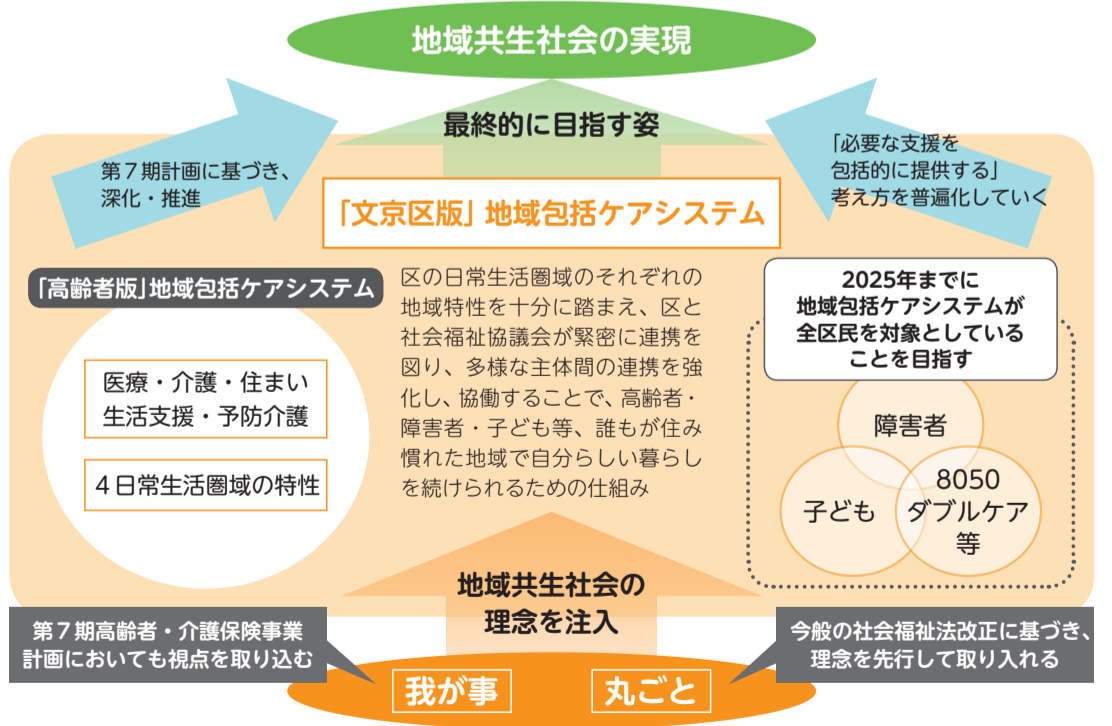 地域共生社会の実現
最終的に目指す姿
第7期計画に基づき、
深化・推進
「必要な支援を
包括的に提供する」
考え方を普遍化していく
「文京区版」地域包括ケアシステム
「高齢者版」地域包括ケアシステム
医療・介護・住まい
生活支援・予防介護
4日常生活圏域の特性
区の日常生活圏域のそれぞれの
地域特性を十分に踏まえ、区と
社会福祉協議会が緊密に連携を
図り、多様な主体間の連携を強
化し、協働することで、高齢者・
障害者・子ども等、誰もが住み
慣れた地域で自分らしい暮らし
を続けられるための仕組み
2025年までに
地域包括ケアシステムが
全区民を対象としている
ことを目指す
障害者
子ども
8050
ダブルケア
等
地域共生社会の
理念を注入
第7期高齢者・介護保険事業
計画においても視点を取り込む
今般の社会福祉法改正に基づき、
理念を先行して取り入れる
我が事
丸ごと